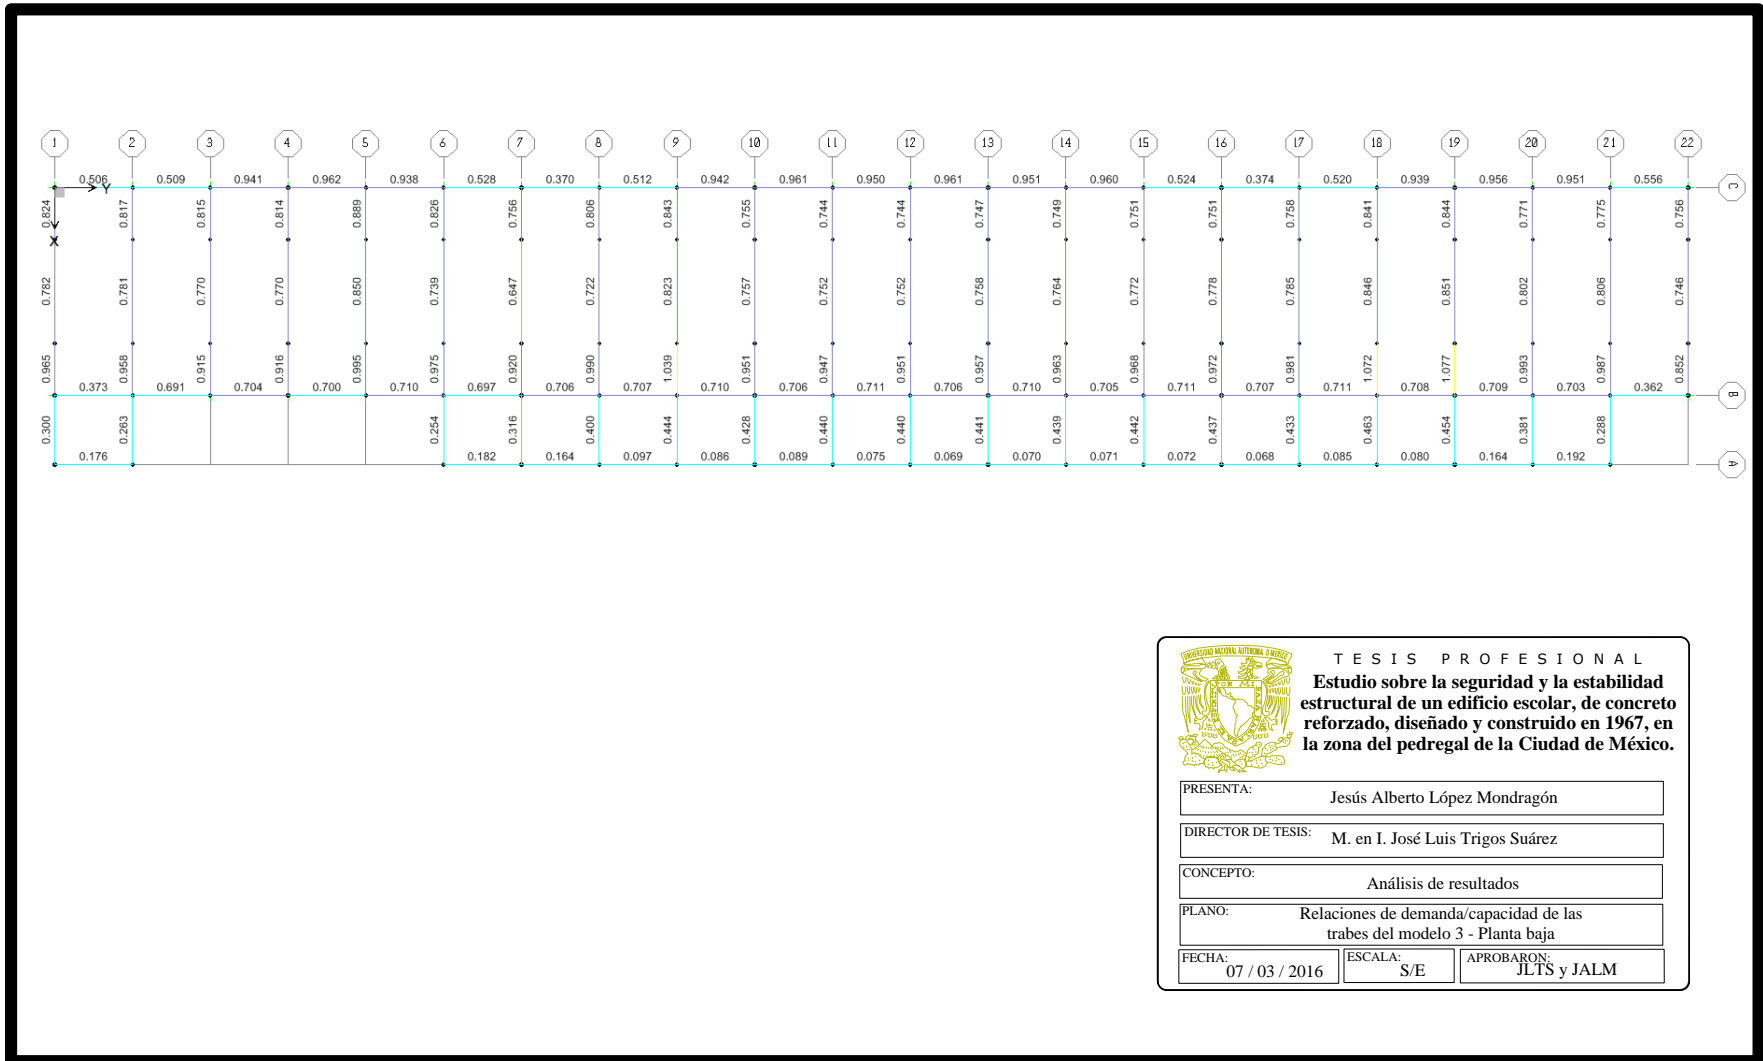 1 2 3 4 5 6 7 8 9 10 11 12 13 14 15 16 17 18 19 20 21 22
0.506 0.509 0.941 0.962 0.938 0.528 0.370 0.512 0.942 0.961 0.950 0.961 0.951 0.960 0.524 0.374 0.520 0.939 0.956 0.951 0.556
Y C
0.824 0.817 0.815 0.814 0.889 0.826 0.756 0.806 0.843 0.755 0.744 0.744 0.747 0.749 0.751 0.751 0.758 0.841 0.844 0.771 0.775 0.756
X
0.782 0.781 0.770 0.770 0.850 0.739 0.647 0.722 0.823 0.757 0.752 0.752 0.758 0.764 0.772 0.778 0.785 0.846 0.851 0.802 0.806 0.746
0.965 0.958 0.915 0.916 0.995 0.975 0.920 0.990 1.039 0.951 0.947 0.951 0.957 0.963 0.968 0.972 0.981 1.072 1.077 0.993 0.987 0.852
0.373 0.691 0.704 0.700 0.710 0.697 0.706 0.707 0.710 0.706 0.711 0.706 0.710 0.705 0.711 0.707 0.711 0.708 0.709 0.703 0.362
B
0.300 0.263 0.254 0.316 0.400 0.444 0.428 0.440 0.440 0.441 0.439 0.442 0.437 0.433 0.463 0.454 0.381 0.288
0.176 0.182 0.164 0.097 0.086 0.089 0.075 0.069 0.070 0.071 0.072 0.068 0.085 0.080 0.164 0.192
A
TESIS PROFESIONAL
Estudio sobre la seguridad y la estabilidad
estructural de un edificio escolar, de concreto
reforzado, diseñado y construido en 1967, en
la zona del pedregal de la Ciudad de México.
PRESENTA: Jesús Alberto López Mondragón
DIRECTOR DE TESIS: M. en I. José Luis Trigos Suárez
CONCEPTO: Análisis de resultados
PLANO: Relaciones de demanda/capacidad de las
trabes del modelo 3 - Planta baja
FECHA: 07 / 03 / 2016 ESCALA: S/E APROBARON: JLTS y JALM